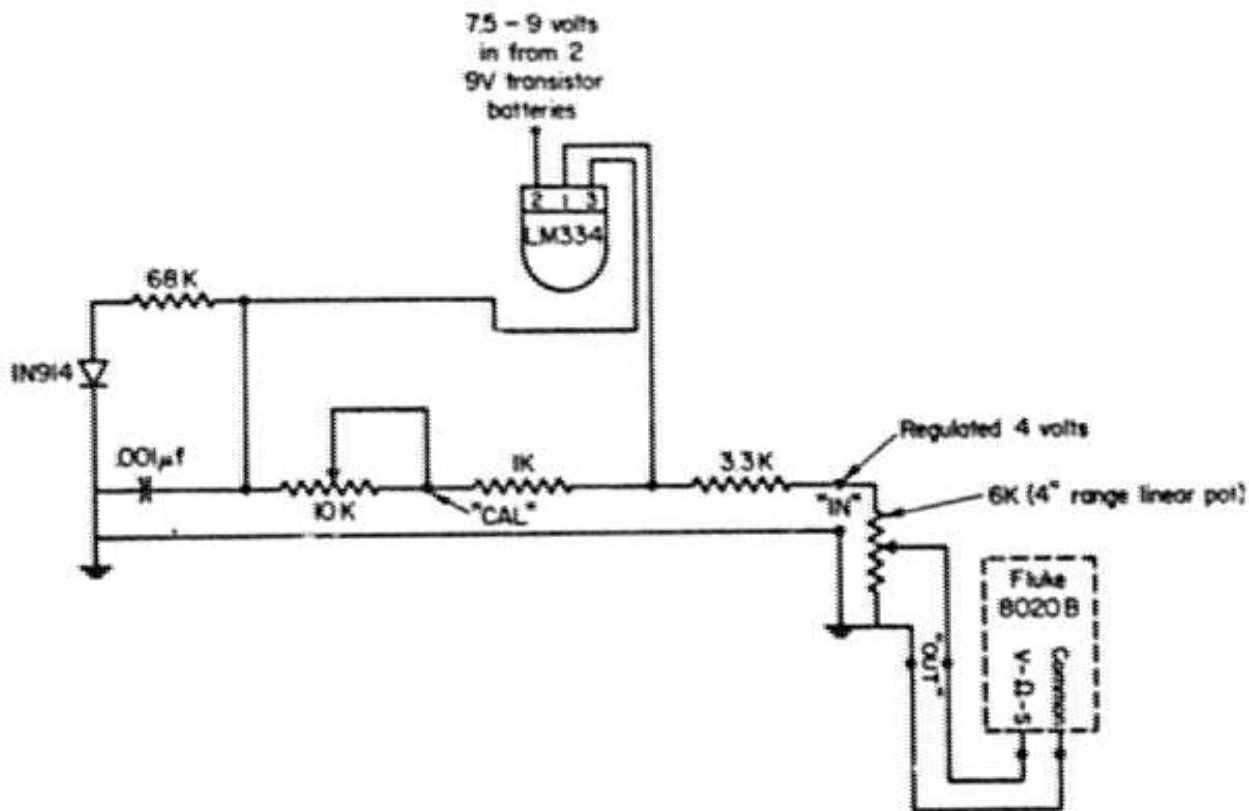 7.5 - 9 volts
in from 2
9V transistor
batteries
2 1 3
LM334
68K
1N914
.001µf
10K
"CAL"
1K
3.3K
Regulated 4 volts
"IN"
6K (4" range linear pot)
Fluke
8020B
"OUT"
V-Ω-S
Common